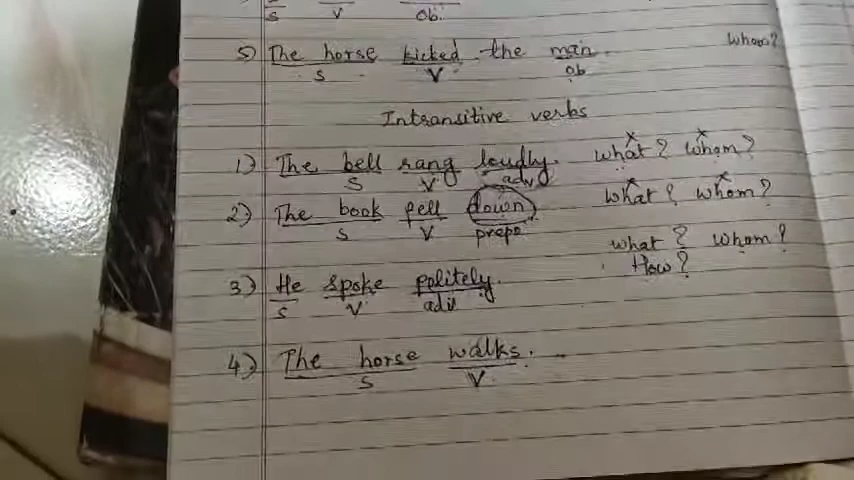 S V Ob.
5) The horse kicked the man. whom?
S V ob
Intransitive verbs
1) The bell rang loudly. what? whom?
S V adv
2) The book fell down what? whom?
S V prepo
what? whom?
3) He spoke politely. How?
S V adv
4) The horse walks.
S V